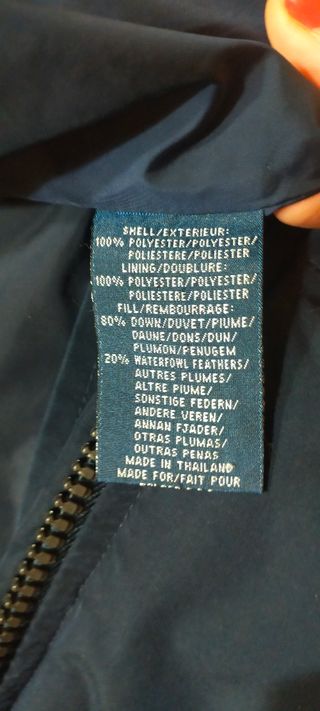 SHELL/EXTERIEUR:
100% POLYESTER/POLYESTER/
POLIESTERE/POLIESTER
LINING/DOUBLURE:
100% POLYESTER/POLYESTER/
POLIESTERE/POLIESTER
FILL/REMBOURRAGE:
80% DOWN/DUVET/PIUME/
DAUNE/DONS/DUN/
PLUMON/PENUGEM
20% WATERFOWL FEATHERS/
AUTRES PLUMES/
ALTRE PIUME/
SONSTIGE FEDERN/
ANDERE VEREN/
ANNAN FJADER/
OTRAS PLUMAS/
OUTRAS PENAS
MADE IN THAILAND
MADE FOR/FAIT POUR